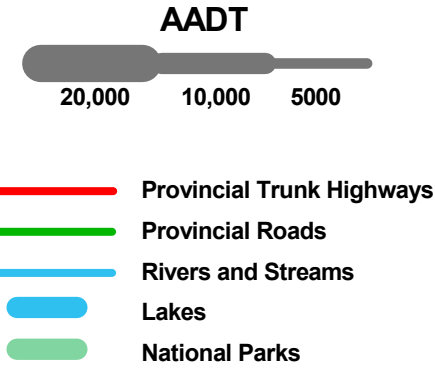 AADT
20,000 10,000 5000
Provincial Trunk Highways
Provincial Roads
Rivers and Streams
Lakes
National Parks